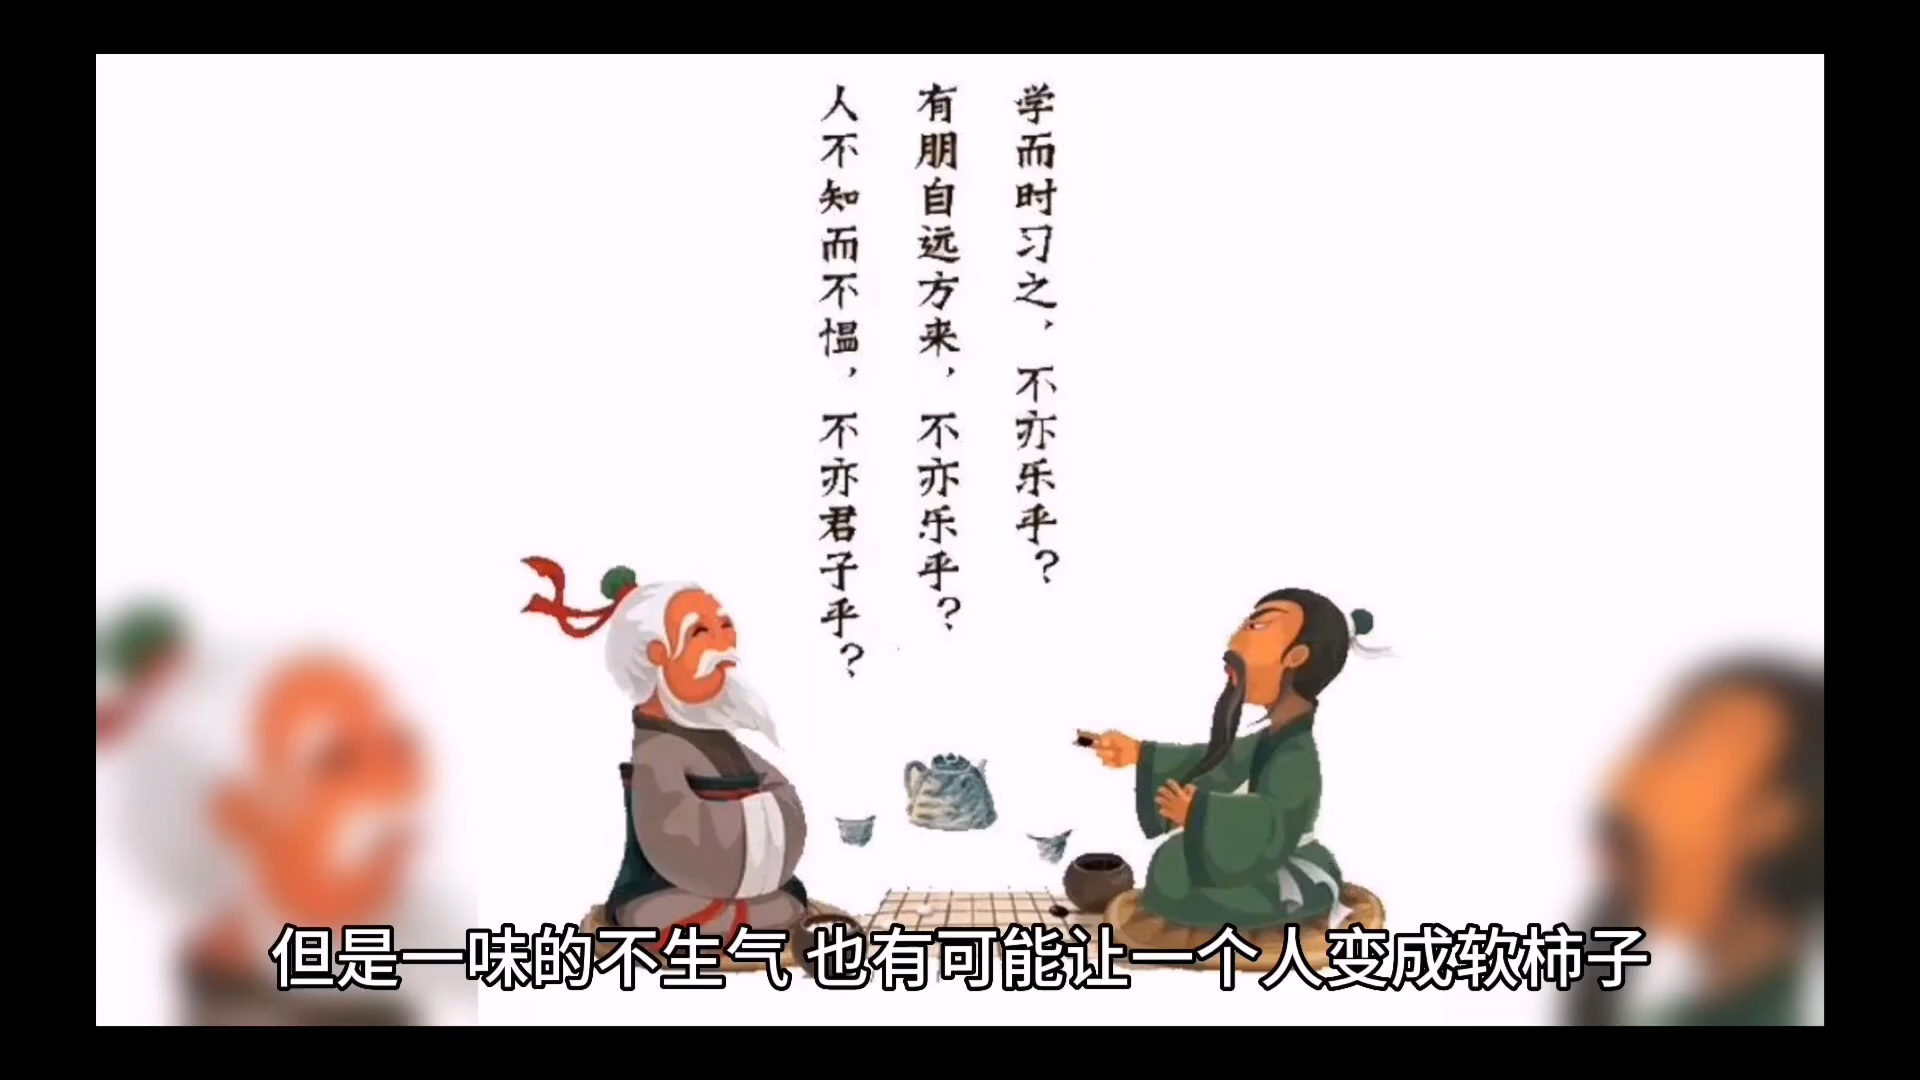 学而时习之，不亦乐乎？
有朋自远方来，不亦乐乎？
人不知而不愠，不亦君子乎？
但是一味的不生气 也有可能让一个人变成软柿子